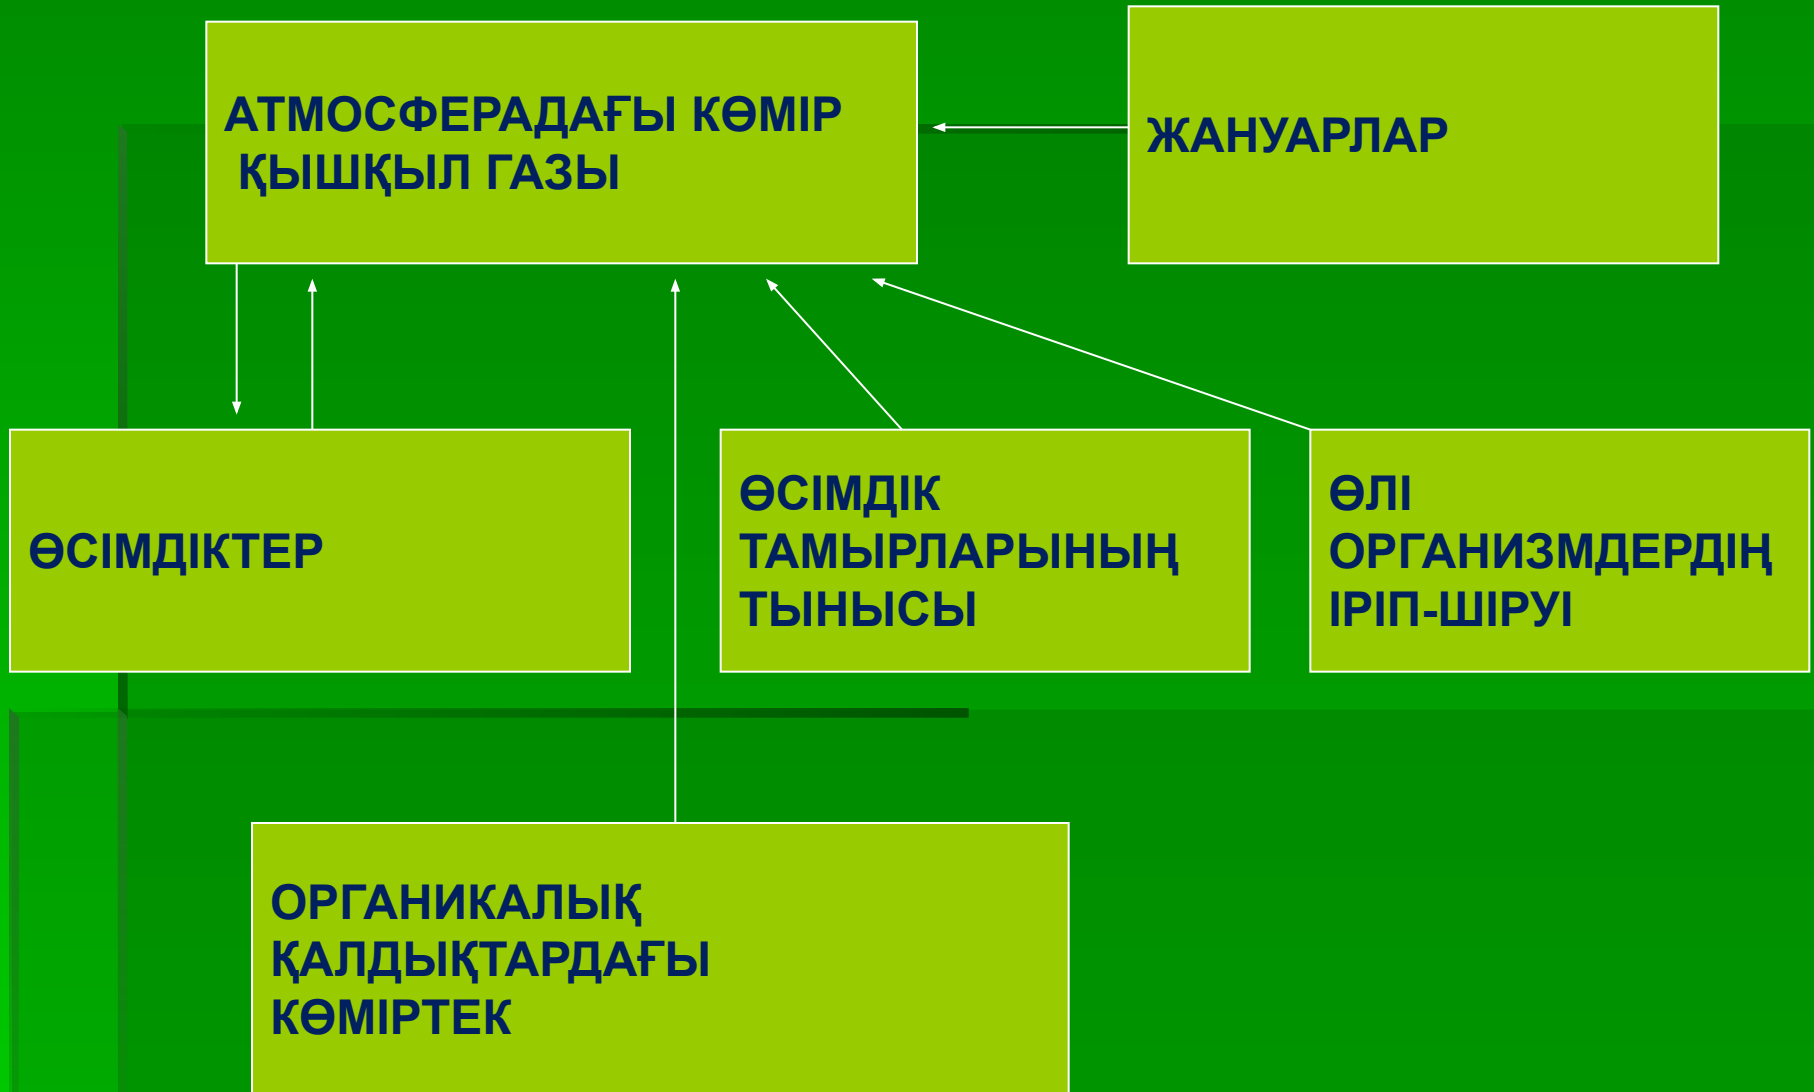 АТМОСФЕРАДАҒЫ КӨМІР
ҚЫШҚЫЛ ГАЗЫ
ЖАНУАРЛАР
ӨСІМДІКТЕР
ӨСІМДІК
ТАМЫРЛАРЫНЫҢ
ТЫНЫСЫ
ӨЛІ
ОРГАНИЗМДЕРДІҢ
ІРІП-ШІРУІ
ОРГАНИКАЛЫҚ
ҚАЛДЫҚТАРДАҒЫ
КӨМІРТЕК